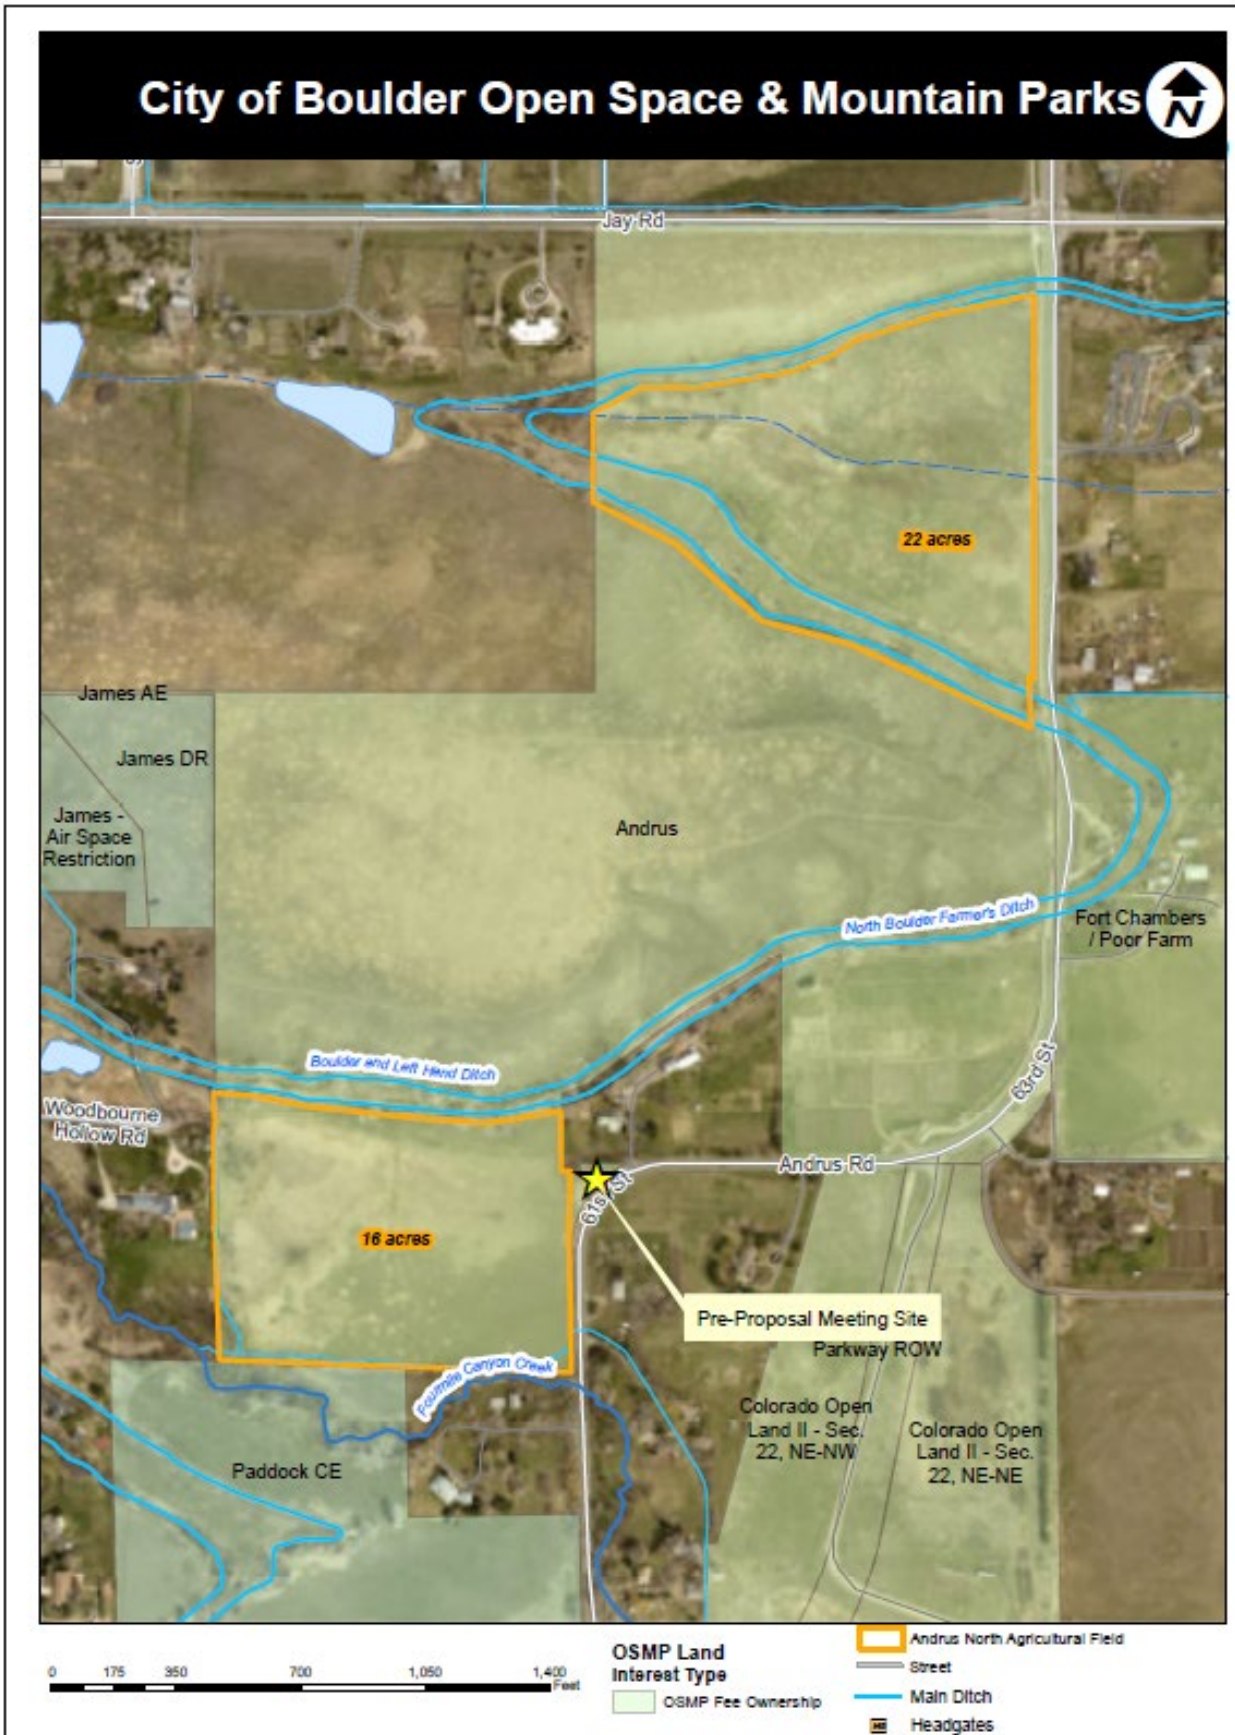 City of Boulder Open Space & Mountain Parks
N
Jay Rd
22 acres
James AE
James DR
James -
Air Space
Restriction
Andrus
North Boulder Farmer's Ditch
Fort Chambers
/ Poor Farm
Boulder and Left Hand Ditch
63rd St
Woodbourne
Hollow Rd
Andrus Rd
61st St
16 acres
Pre-Proposal Meeting Site
Parkway ROW
Fourmile Canyon Creek
Colorado Open
Land II - Sec.
22, NE-NW
Colorado Open
Land II - Sec.
22, NE-NE
Paddock CE
0 175 350 700 1,050 1,400
Feet
OSMP Land
Interest Type
OSMP Fee Ownership
Andrus North Agricultural Field
Street
Main Ditch
Headgates